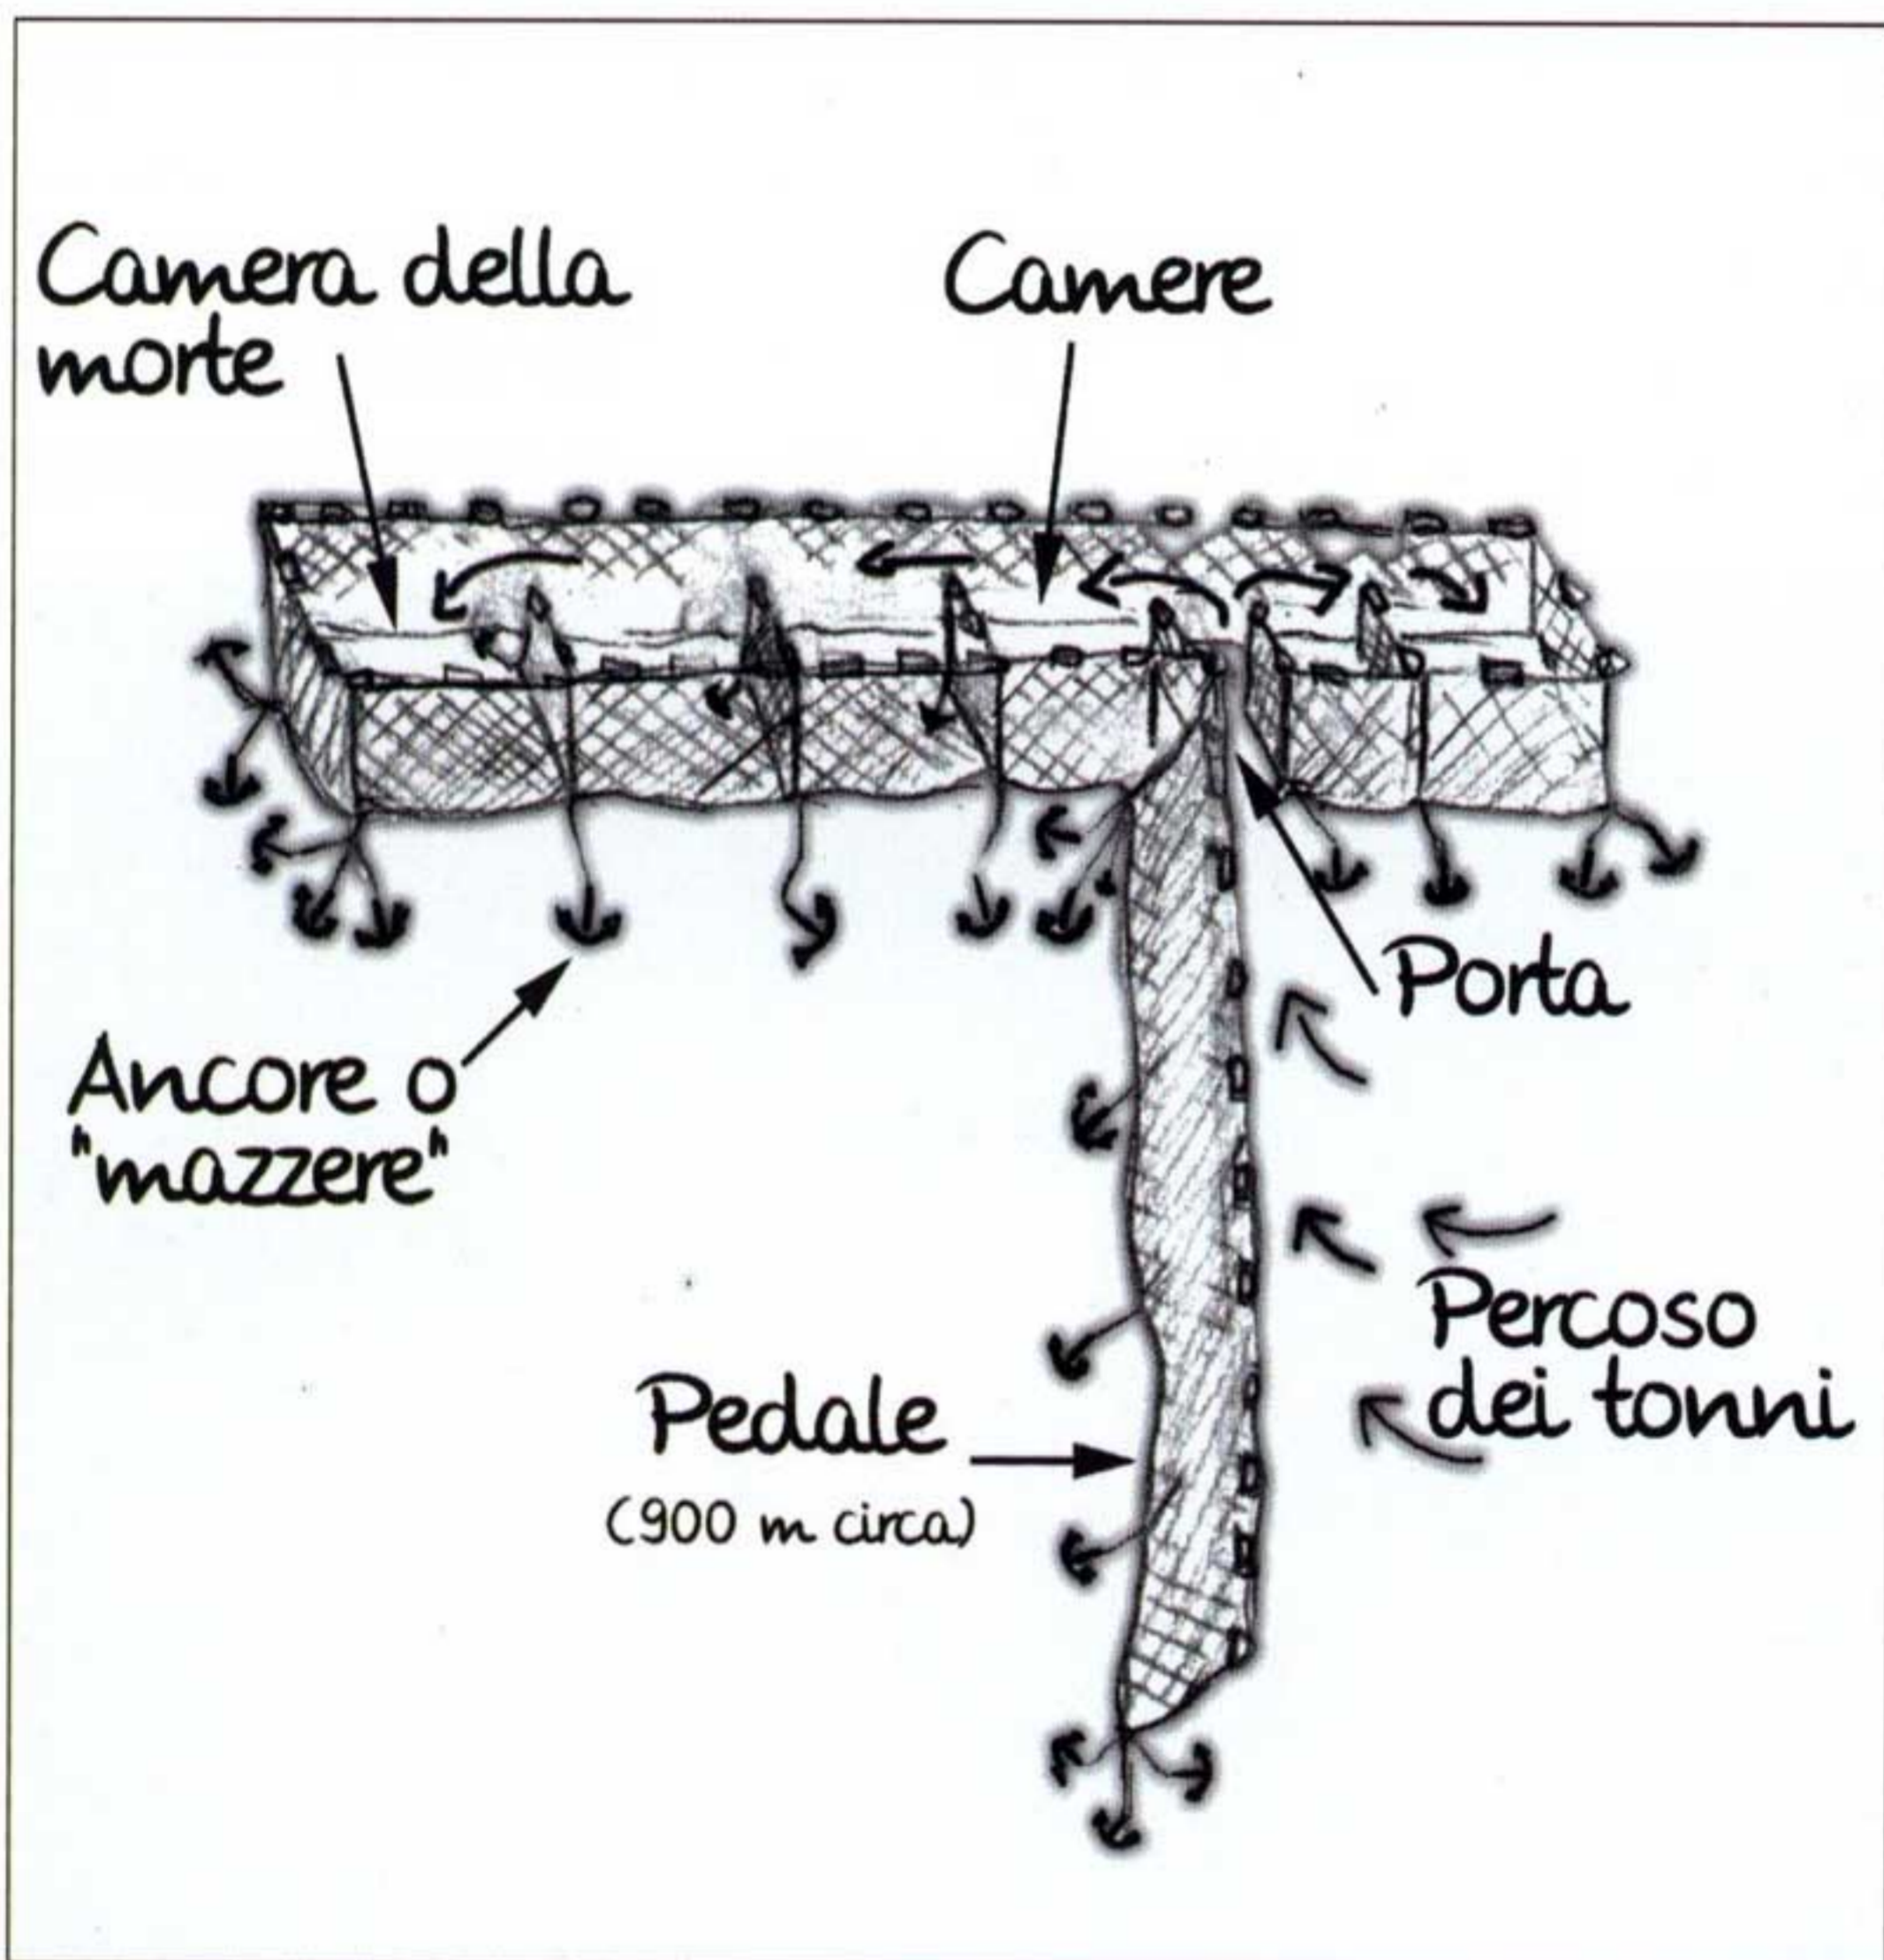 Camera della
morte
Camere
Porta
Ancore o
"mazzere"
Percoso
dei tonni
Pedale
(900 m circa)